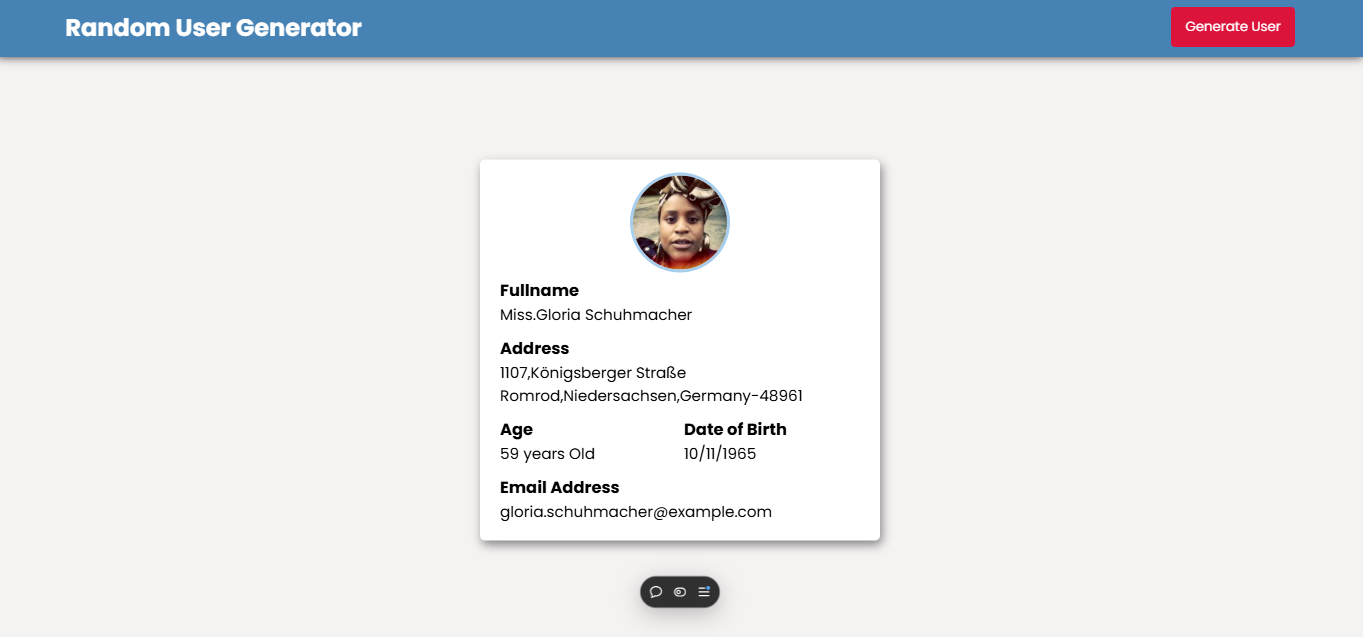 Random User Generator
Generate User
Fullname
Miss.Gloria Schuhmacher
Address
1107,Königsberger Straße
Romrod,Niedersachsen,Germany-48961
Age
Date of Birth
59 years Old
10/11/1965
Email Address
gloria.schuhmacher@example.com